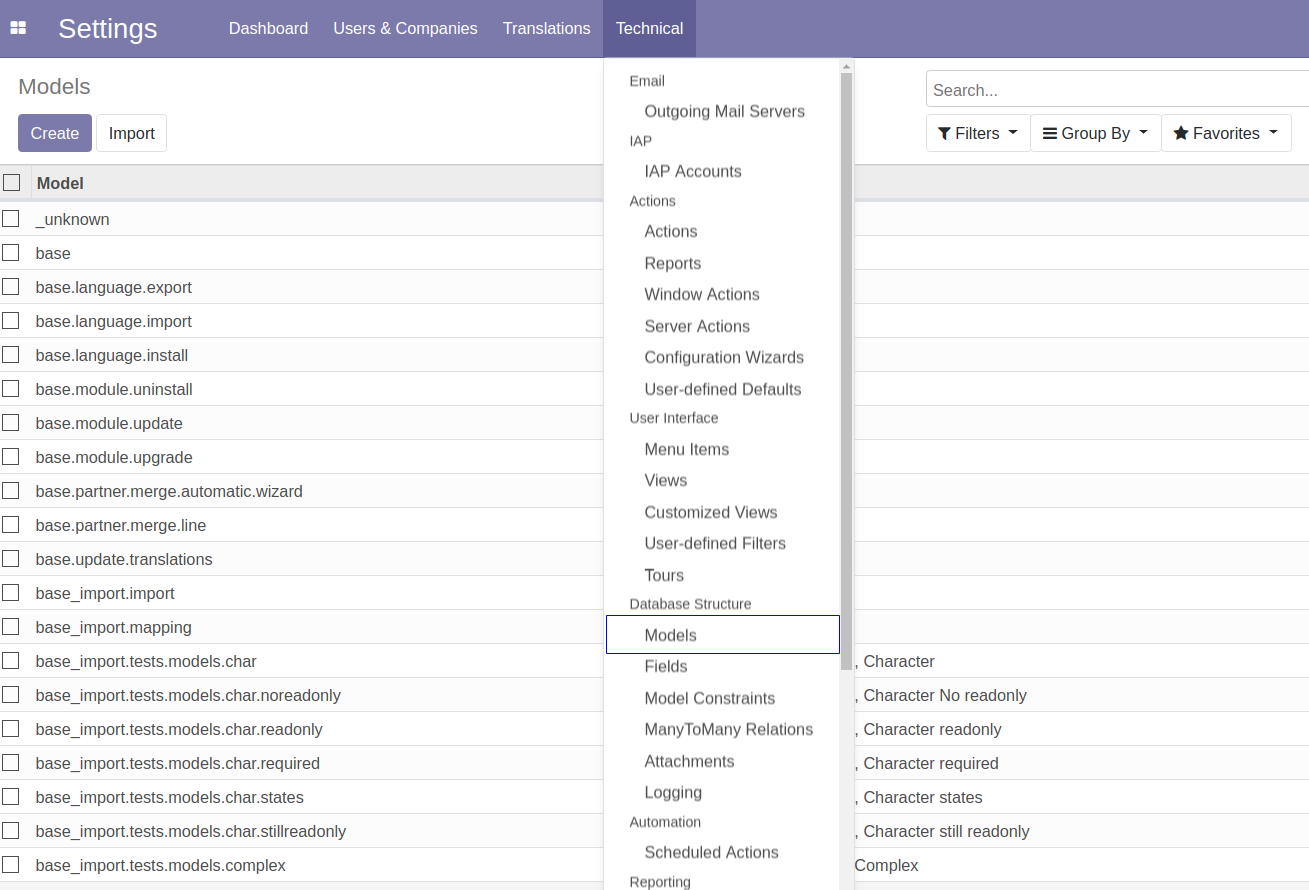 Settings Dashboard Users & Companies Translations Technical
Models
Search...
Create Import
Filters Group By Favorites
Model
_unknown
base
base.language.export
base.language.import
base.language.install
base.module.uninstall
base.module.update
base.module.upgrade
base.partner.merge.automatic.wizard
base.partner.merge.line
base.update.translations
base_import.import
base_import.mapping
base_import.tests.models.char
base_import.tests.models.char.noreadonly
base_import.tests.models.char.readonly
base_import.tests.models.char.required
base_import.tests.models.char.states
base_import.tests.models.char.stillreadonly
base_import.tests.models.complex
Email
Outgoing Mail Servers
IAP
IAP Accounts
Actions
Actions
Reports
Window Actions
Server Actions
Configuration Wizards
User-defined Defaults
User Interface
Menu Items
Views
Customized Views
User-defined Filters
Tours
Database Structure
Models
Fields
Model Constraints
ManyToMany Relations
Attachments
Logging
Automation
Scheduled Actions
Reporting
, Character
, Character No readonly
, Character readonly
, Character required
, Character states
, Character still readonly
Complex